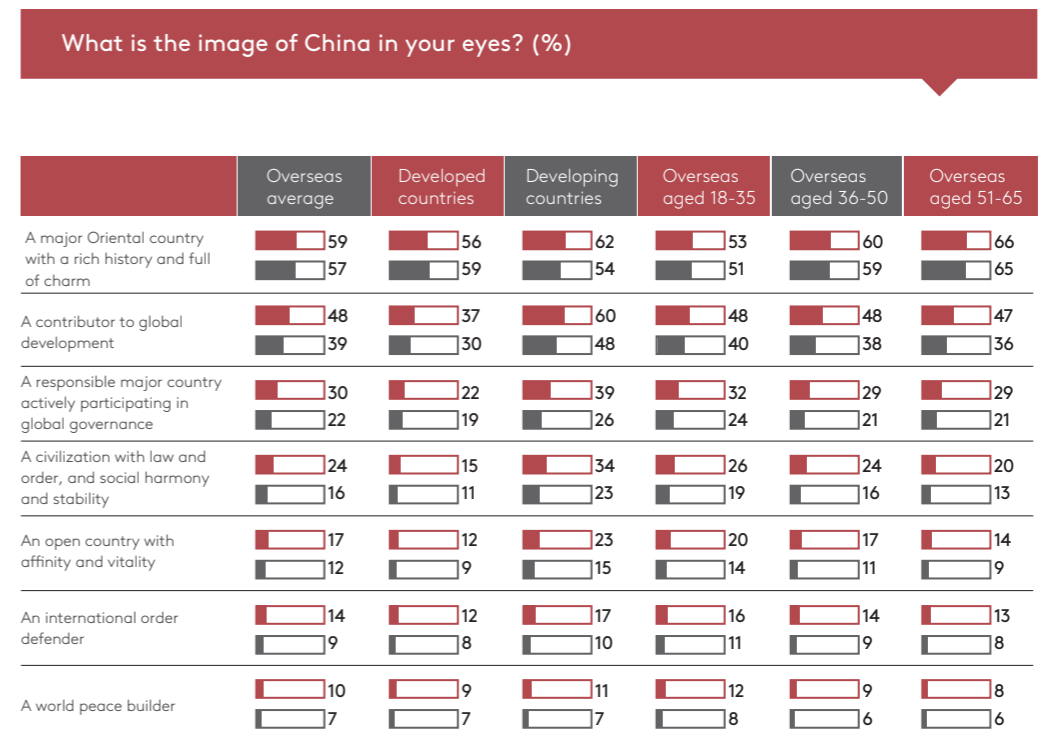 What is the image of China in your eyes? (%)
Overseas average
Developed countries
Developing countries
Overseas aged 18-35
Overseas aged 36-50
Overseas aged 51-65
A major Oriental country
with a rich history and full
of charm
59 56 62 53 60 66
57 59 54 51 59 65
A contributor to global
development
48 37 60 48 48 47
39 30 48 40 38 36
A responsible major country
actively participating in
global governance
30 22 39 32 29 29
22 19 26 24 21 21
A civilization with law and
order, and social harmony
and stability
24 15 34 26 24 20
16 11 23 19 16 13
An open country with
affinity and vitality
17 12 23 20 17 14
12 9 15 14 11 9
An international order
defender
14 12 17 16 14 13
9 8 10 11 9 8
A world peace builder
10 9 11 12 9 8
7 7 7 8 6 6